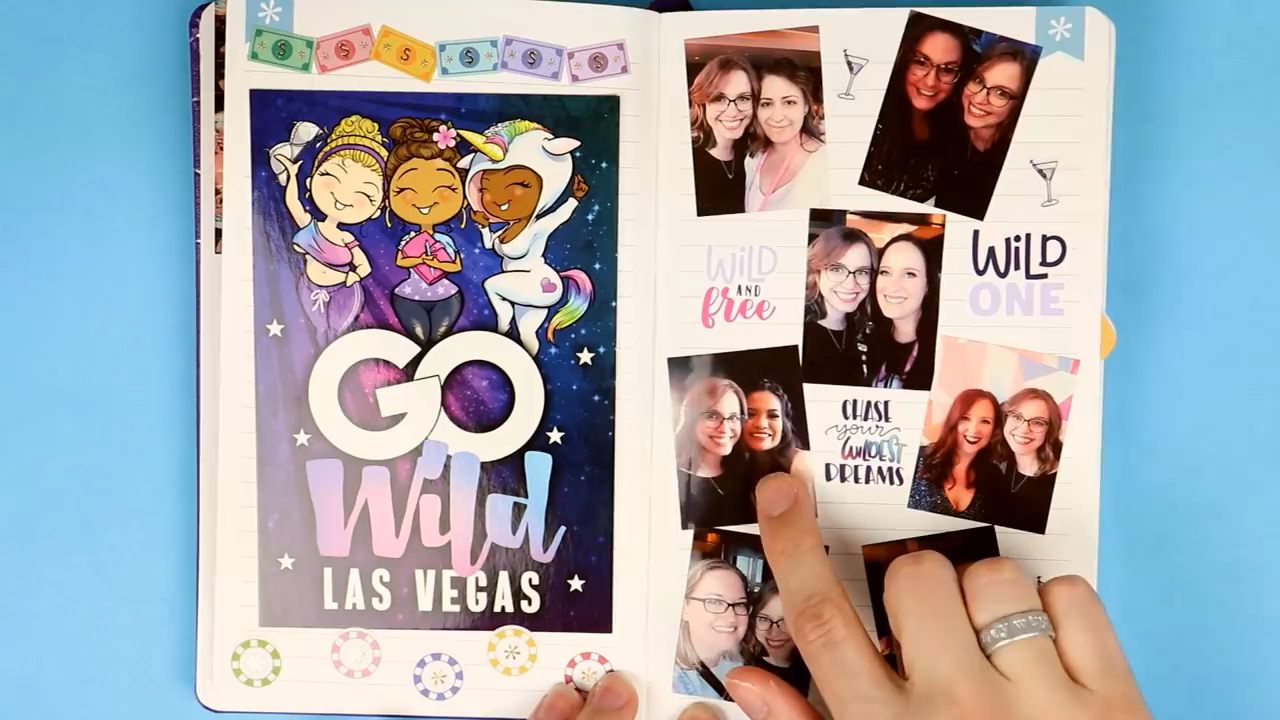 $ $ $ $ $ $
GO
Wild
LAS VEGAS
WiLD
AND
free
WiLD
ONE
CHASE
your
WiLDEST
DREAMS